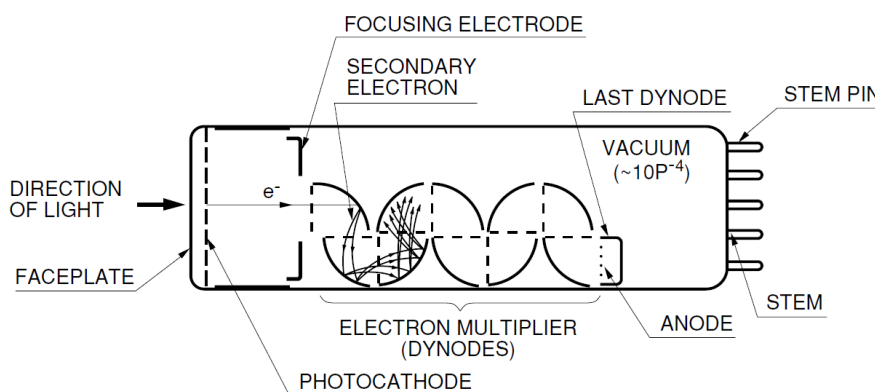 FOCUSING ELECTRODE
SECONDARY
ELECTRON
LAST DYNODE
STEM PIN
VACUUM
(~10P⁻⁴)
DIRECTION
OF LIGHT
e⁻
FACEPLATE
STEM
ELECTRON MULTIPLIER
(DYNODES)
ANODE
PHOTOCATHODE